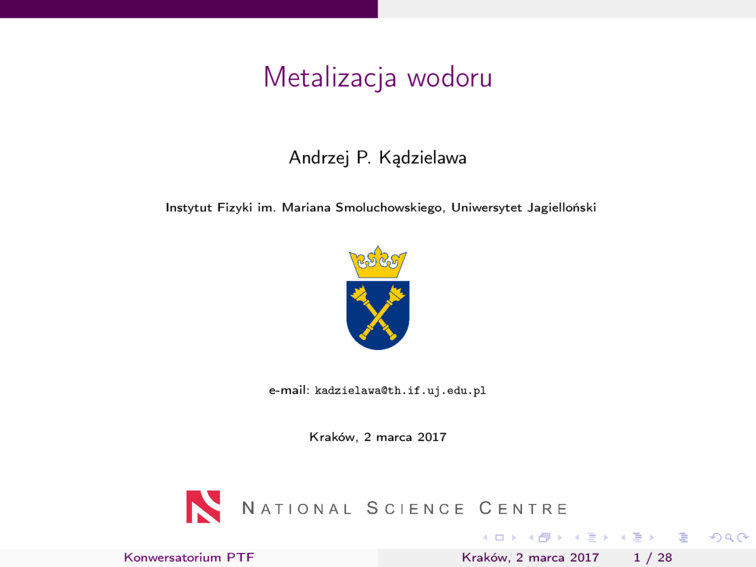 Metalizacja wodoru
Andrzej P. Kądzielawa
Instytut Fizyki im. Mariana Smoluchowskiego, Uniwersytet Jagielloński
e-mail: kadzielawa@th.if.uj.edu.pl
Kraków, 2 marca 2017
NATIONAL SCIENCE CENTRE
Konwersatorium PTF Kraków, 2 marca 2017 1 / 28